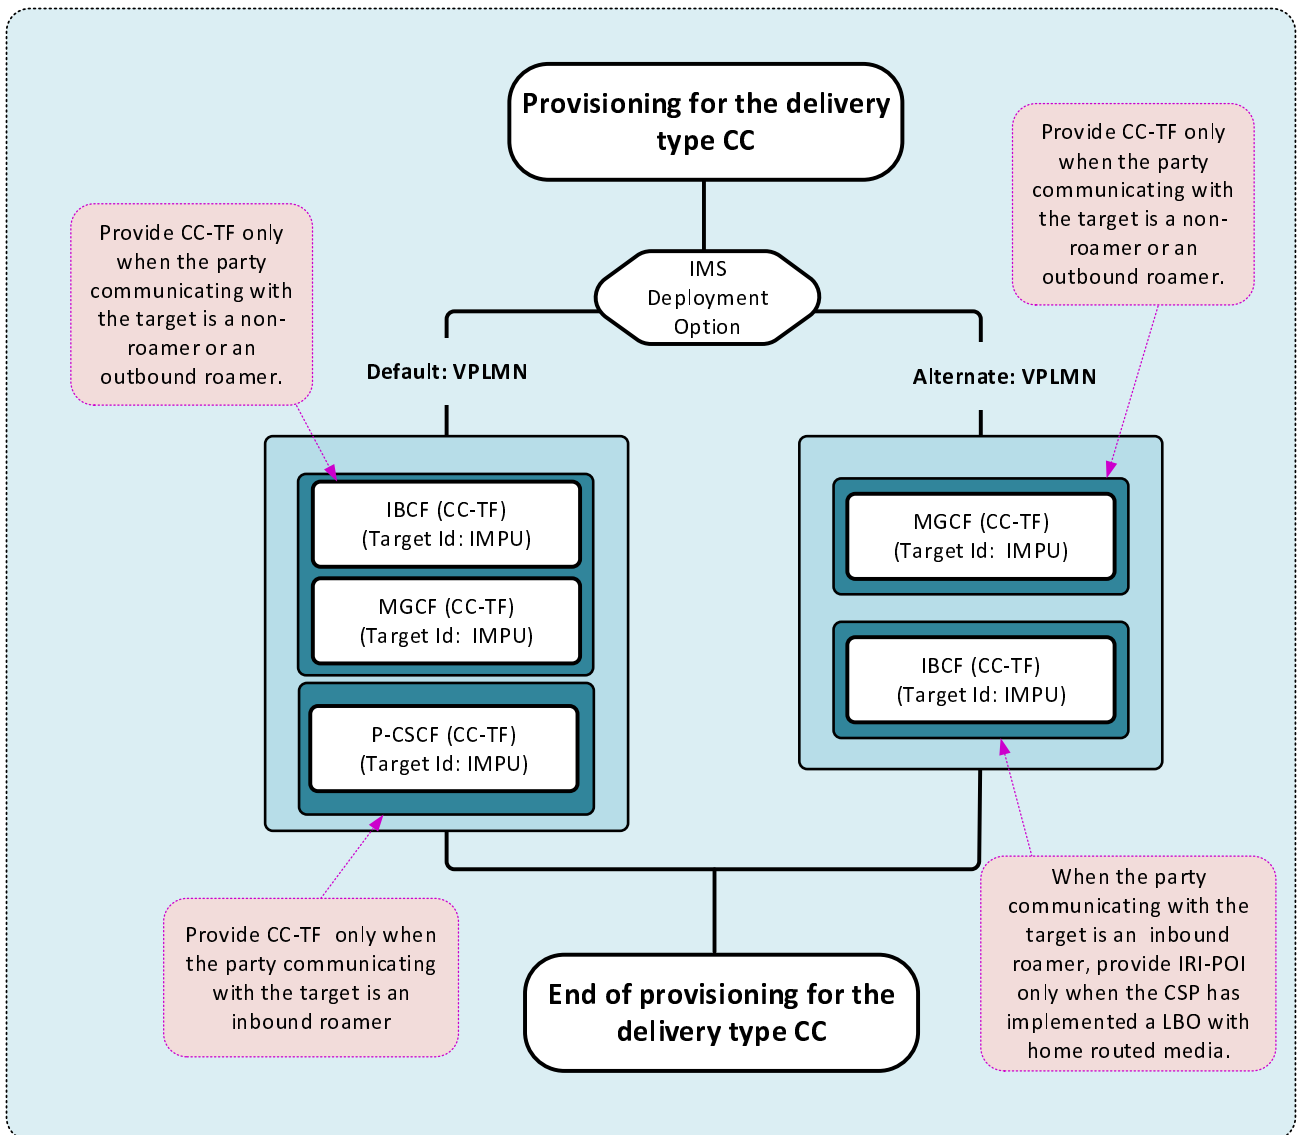 Provisioning for the delivery
type CC
Provide CC-TF only
when the party
communicating with
the target is a non-
roamer or an
outbound roamer.
Provide CC-TF only
when the party
communicating with
the target is a non-
roamer or an
outbound roamer.
IMS
Deployment
Option
Default: VPLMN
Alternate: VPLMN
IBCF (CC-TF)
(Target Id: IMPU)
MGCF (CC-TF)
(Target Id: IMPU)
P-CSCF (CC-TF)
(Target Id: IMPU)
MGCF (CC-TF)
(Target Id: IMPU)
IBCF (CC-TF)
(Target Id: IMPU)
Provide CC-TF only when
the party communicating
with the target is an
inbound roamer
When the party
communicating with the
target is an inbound
roamer, provide IRI-POI
only when the CSP has
implemented a LBO with
home routed media.
End of provisioning for the
delivery type CC